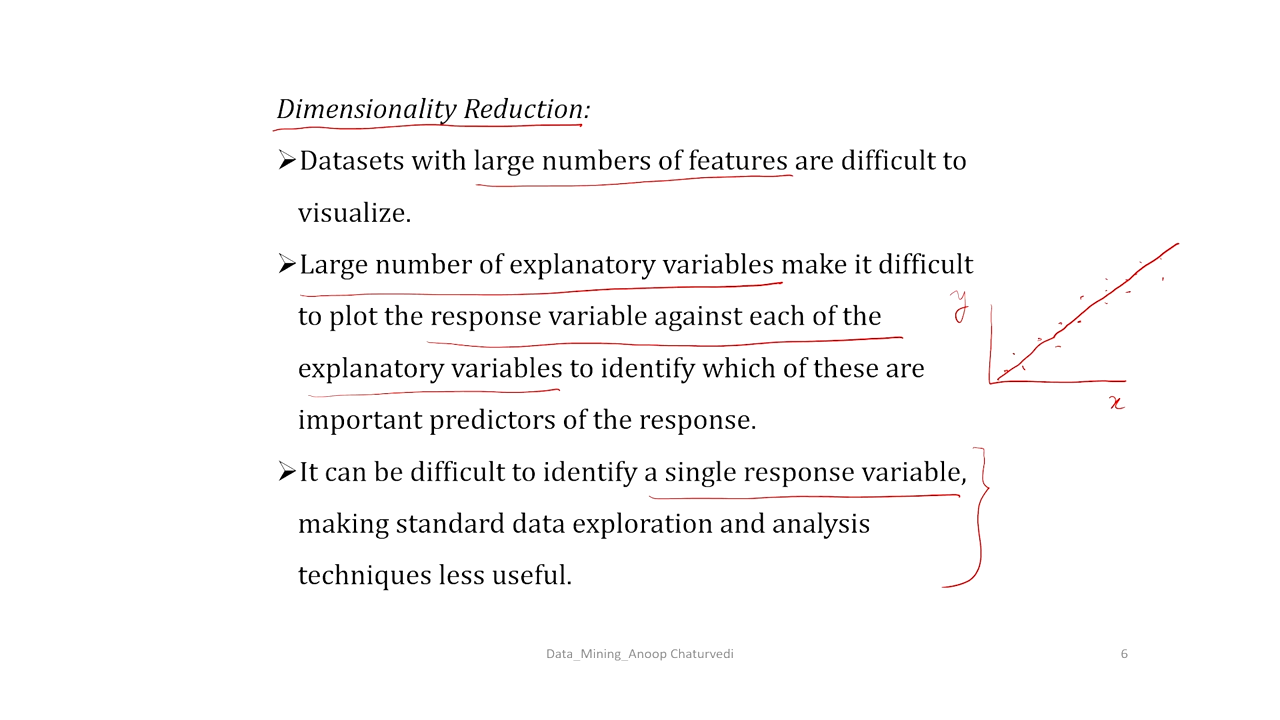 Dimensionality Reduction:
➢Datasets with large numbers of features are difficult to
visualize.
➢Large number of explanatory variables make it difficult
to plot the response variable against each of the
explanatory variables to identify which of these are
important predictors of the response.
➢It can be difficult to identify a single response variable,
making standard data exploration and analysis
techniques less useful.
y
x
Data_Mining_Anoop Chaturvedi
6